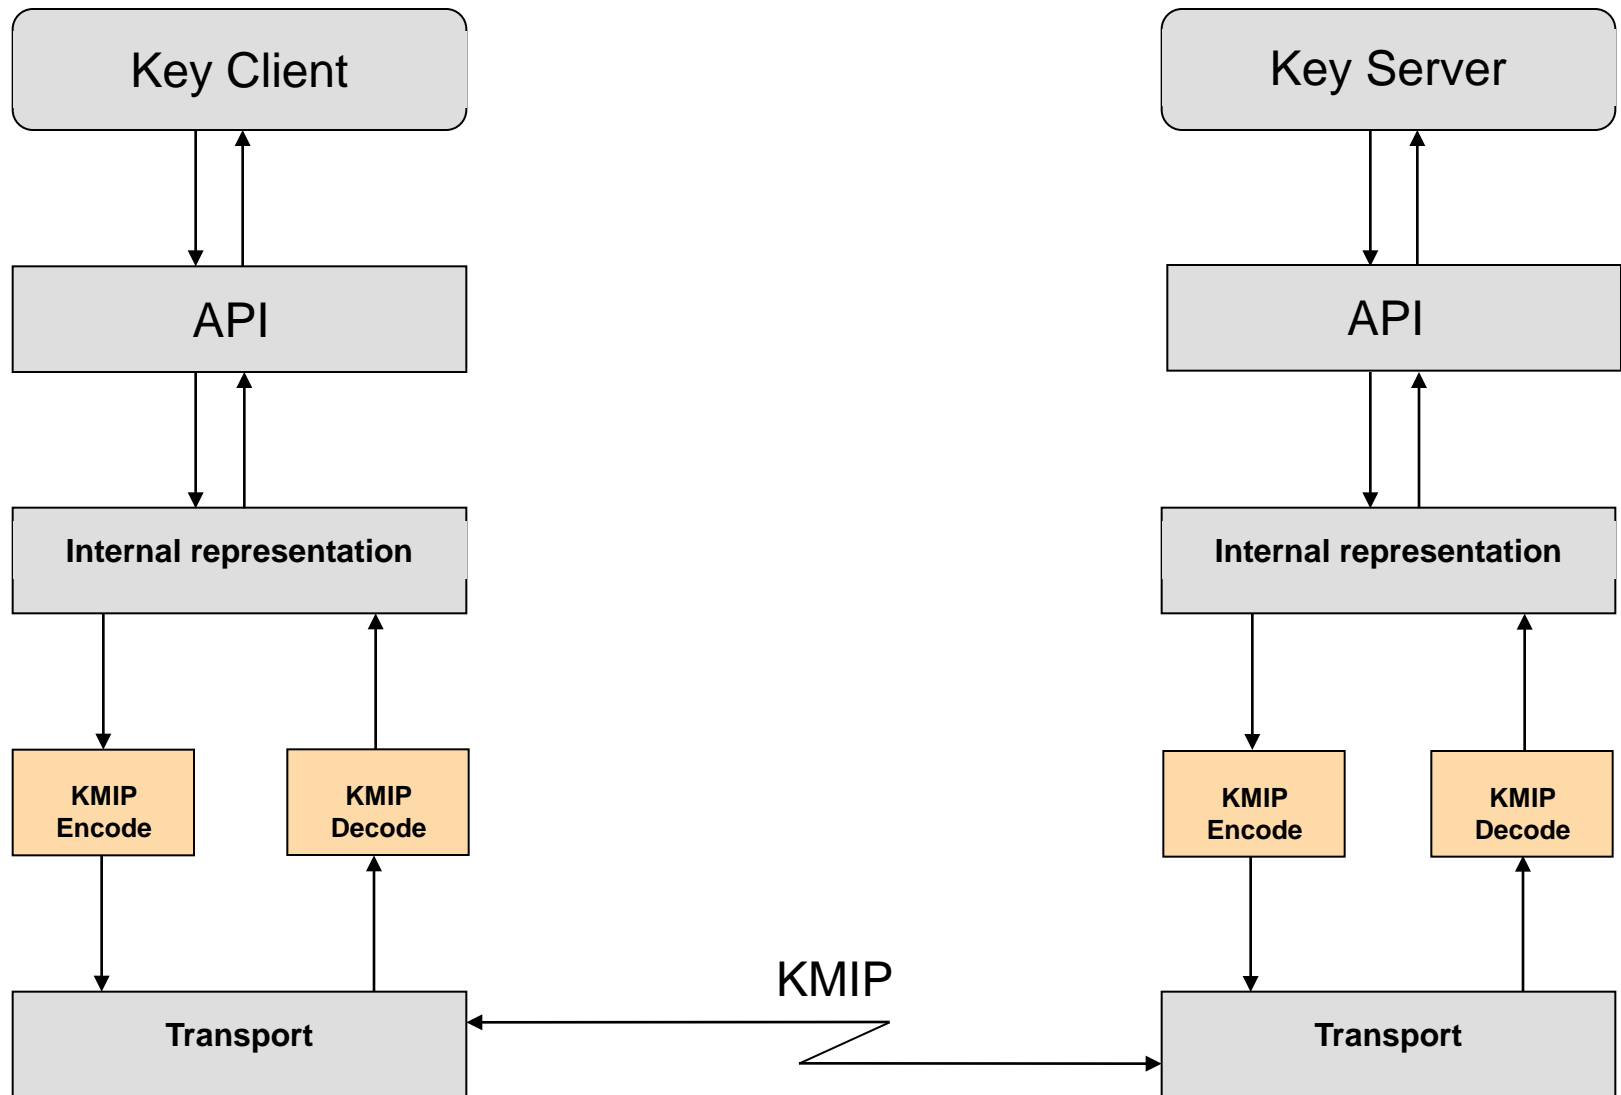 Key Client
Key Server
API
API
Internal representation
Internal representation
KMIP
Encode
KMIP
Decode
KMIP
Encode
KMIP
Decode
KMIP
Transport
Transport